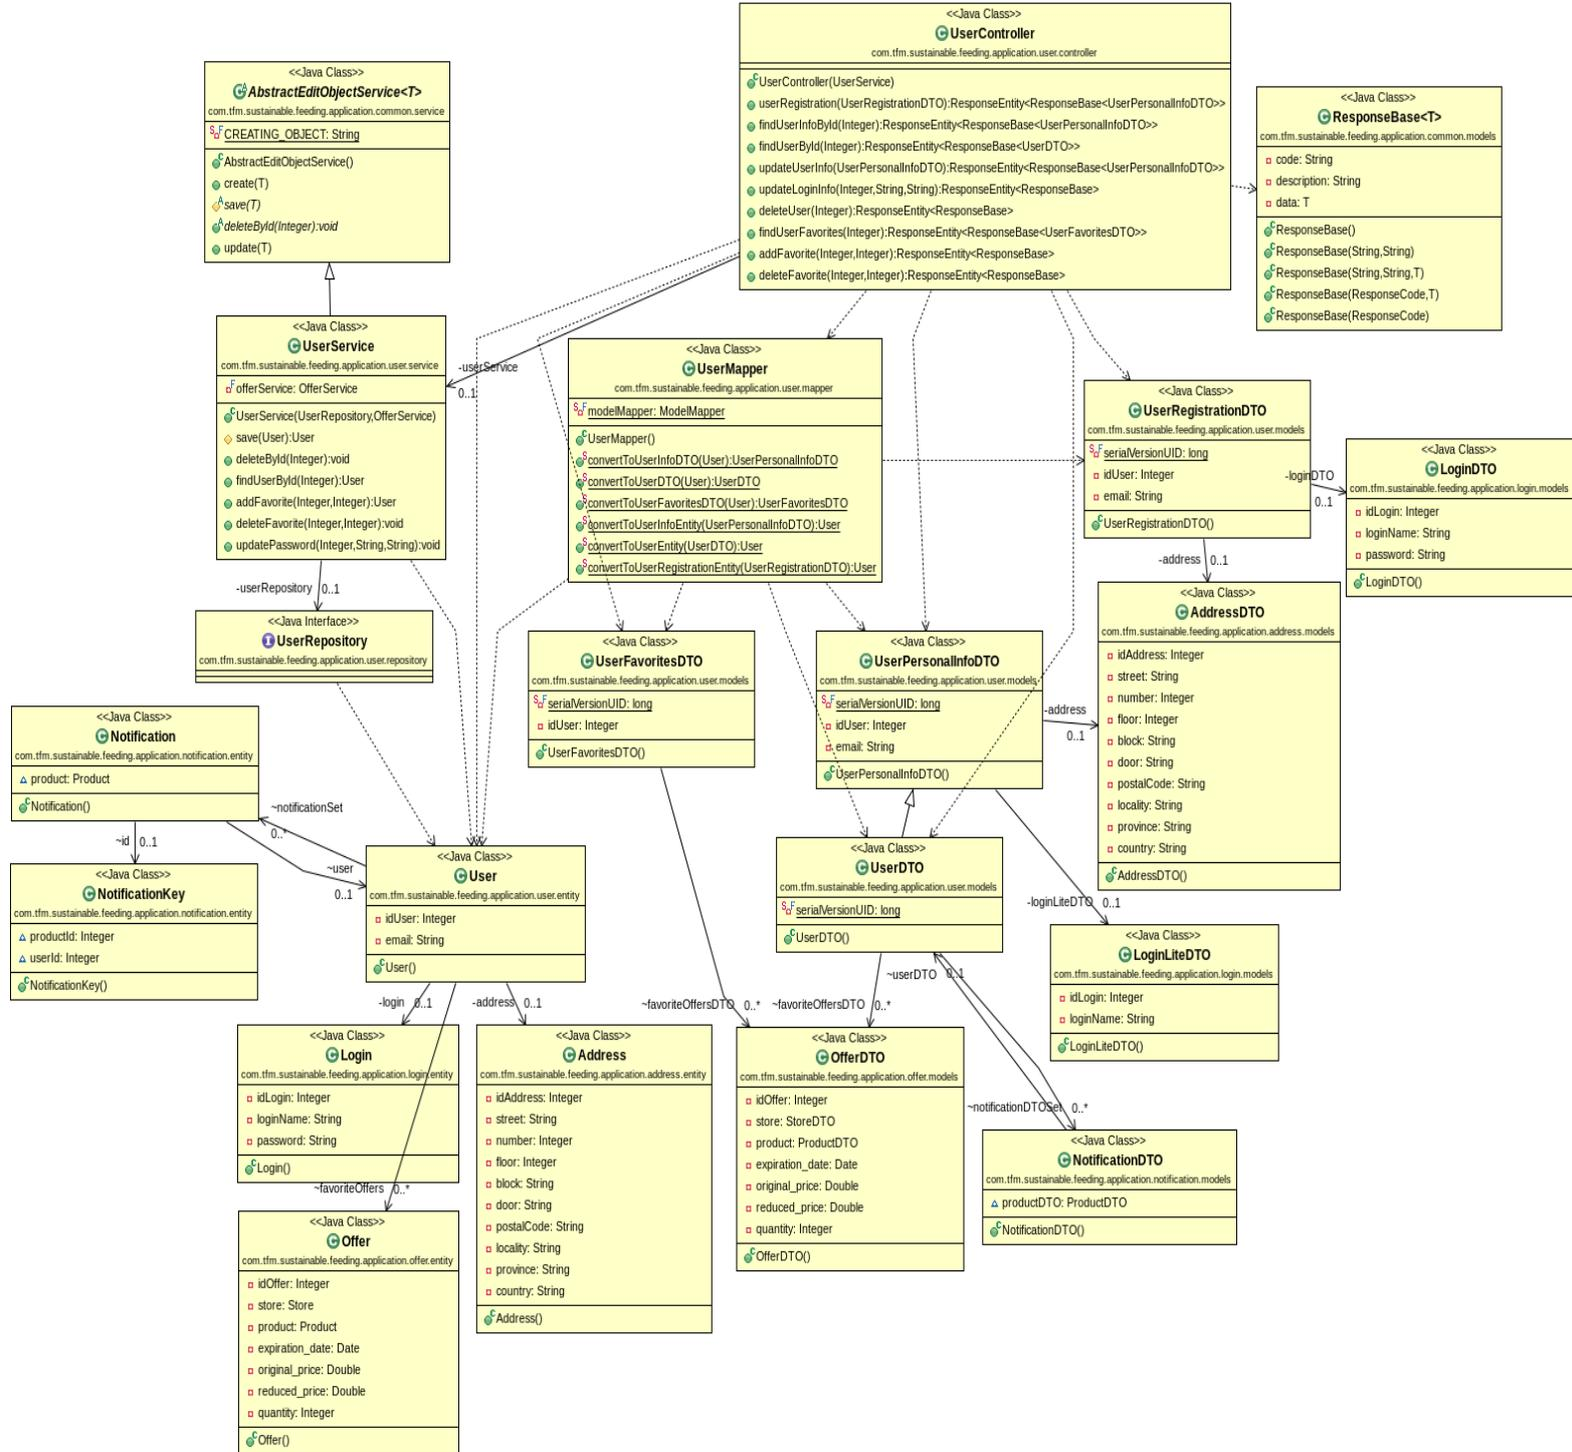 <<Java Class>>
UserController
com.tfm.sustainable.feeding.application.user.controller
UserController(UserService)
userRegistration(UserRegistrationDTO):ResponseEntity<ResponseBase<UserPersonalInfoDTO>>
findUserInfoById(Integer):ResponseEntity<ResponseBase<UserPersonalInfoDTO>>
findUserById(Integer):ResponseEntity<ResponseBase<UserDTO>>
updateUserInfo(UserPersonalInfoDTO):ResponseEntity<ResponseBase<UserPersonalInfoDTO>>
updateLoginInfo(Integer,String,String):ResponseEntity<ResponseBase>
deleteUser(Integer):ResponseEntity<ResponseBase>
findUserFavorites(Integer):ResponseEntity<ResponseBase<UserFavoritesDTO>>
addFavorite(Integer,Integer):ResponseEntity<ResponseBase>
deleteFavorite(Integer,Integer):ResponseEntity<ResponseBase>
<<Java Class>>
AbstractEditObjectService<T>
com.tfm.sustainable.feeding.application.common.service
CREATING_OBJECT: String
AbstractEditObjectService()
create(T)
save(T)
deleteById(Integer):void
update(T)
<<Java Class>>
ResponseBase<T>
com.tfm.sustainable.feeding.application.common.models
code: String
description: String
data: T
ResponseBase()
ResponseBase(String,String)
ResponseBase(String,String,T)
ResponseBase(ResponseCode,T)
ResponseBase(ResponseCode)
<<Java Class>>
UserService
com.tfm.sustainable.feeding.application.user.service
offerService: OfferService
UserService(UserRepository,OfferService)
save(User):User
deleteById(Integer):void
findUserById(Integer):User
addFavorite(Integer,Integer):User
deleteFavorite(Integer,Integer):void
updatePassword(Integer,String,String):void
-userService
0..1
<<Java Class>>
UserMapper
com.tfm.sustainable.feeding.application.user.mapper
modelMapper: ModelMapper
UserMapper()
convertToUserInfoDTO(User):UserPersonalInfoDTO
convertToUserDTO(User):UserDTO
convertToUserFavoritesDTO(User):UserFavoritesDTO
convertToUserInfoEntity(UserPersonalInfoDTO):User
convertToUserEntity(UserDTO):User
convertToUserRegistrationEntity(UserRegistrationDTO):User
<<Java Class>>
UserRegistrationDTO
com.tfm.sustainable.feeding.application.user.models
serialVersionUID: long
idUser: Integer
email: String
UserRegistrationDTO()
-loginDTO
0..1
<<Java Class>>
LoginDTO
com.tfm.sustainable.feeding.application.login.models
idLogin: Integer
loginName: String
password: String
LoginDTO()
-userRepository
0..1
<<Java Interface>>
UserRepository
com.tfm.sustainable.feeding.application.user.repository
-address
0..1
<<Java Class>>
AddressDTO
com.tfm.sustainable.feeding.application.address.models
idAddress: Integer
street: String
number: Integer
floor: Integer
block: String
door: String
postalCode: String
locality: String
province: String
country: String
AddressDTO()
<<Java Class>>
UserFavoritesDTO
com.tfm.sustainable.feeding.application.user.models
serialVersionUID: long
idUser: Integer
UserFavoritesDTO()
<<Java Class>>
UserPersonalInfoDTO
com.tfm.sustainable.feeding.application.user.models
serialVersionUID: long
idUser: Integer
email: String
UserPersonalInfoDTO()
-address
0..1
<<Java Class>>
Notification
com.tfm.sustainable.feeding.application.notification.entity
product: Product
Notification()
~notificationSet
0..*
~id
0..1
~user
0..1
<<Java Class>>
NotificationKey
com.tfm.sustainable.feeding.application.notification.entity
productId: Integer
userId: Integer
NotificationKey()
<<Java Class>>
User
com.tfm.sustainable.feeding.application.user.entity
idUser: Integer
email: String
User()
<<Java Class>>
UserDTO
com.tfm.sustainable.feeding.application.user.models
serialVersionUID: long
UserDTO()
-loginLiteDTO
0..1
<<Java Class>>
LoginLiteDTO
com.tfm.sustainable.feeding.application.login.models
idLogin: Integer
loginName: String
LoginLiteDTO()
-login
0..1
-address
0..1
~favoriteOffersDTO
0..*
~favoriteOffersDTO
0..*
~userDTO
0..1
<<Java Class>>
Login
com.tfm.sustainable.feeding.application.login.entity
idLogin: Integer
loginName: String
password: String
Login()
<<Java Class>>
Address
com.tfm.sustainable.feeding.application.address.entity
idAddress: Integer
street: String
number: Integer
floor: Integer
block: String
door: String
postalCode: String
locality: String
province: String
country: String
Address()
<<Java Class>>
OfferDTO
com.tfm.sustainable.feeding.application.offer.models
idOffer: Integer
store: StoreDTO
product: ProductDTO
expiration_date: Date
original_price: Double
reduced_price: Double
quantity: Integer
OfferDTO()
~notificationDTOSet
0..*
<<Java Class>>
NotificationDTO
com.tfm.sustainable.feeding.application.notification.models
productDTO: ProductDTO
NotificationDTO()
~favoriteOffers
0..*
<<Java Class>>
Offer
com.tfm.sustainable.feeding.application.offer.entity
idOffer: Integer
store: Store
product: Product
expiration_date: Date
original_price: Double
reduced_price: Double
quantity: Integer
Offer()